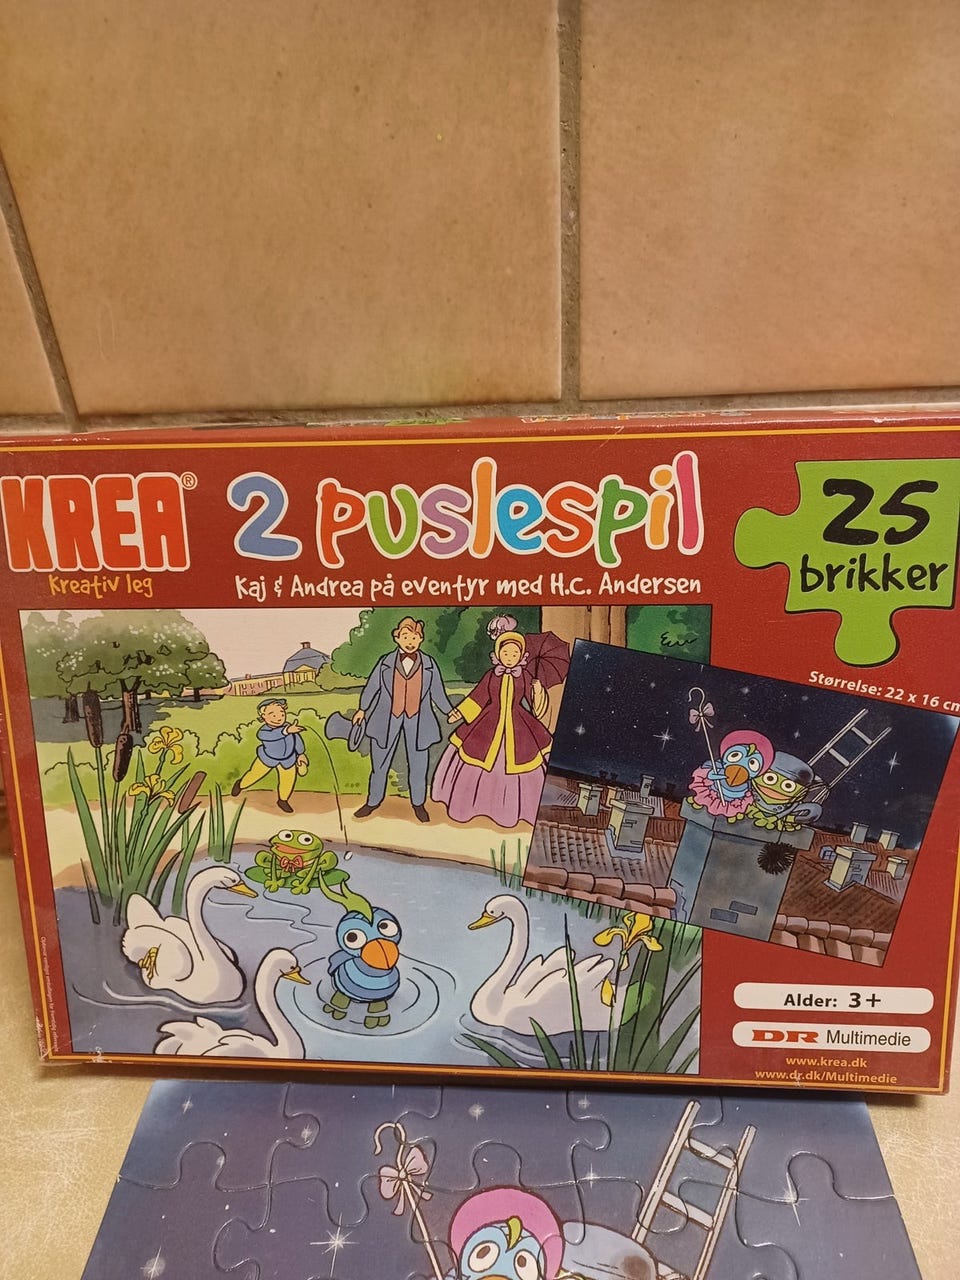 KREA®
Kreativ leg
2 puslespil
Kaj & Andrea på eventyr med H.C. Andersen
25
brikker
Størrelse: 22 x 16 cm
Alder: 3+
DR Multimedie
www.krea.dk
www.dr.dk/Multimedie